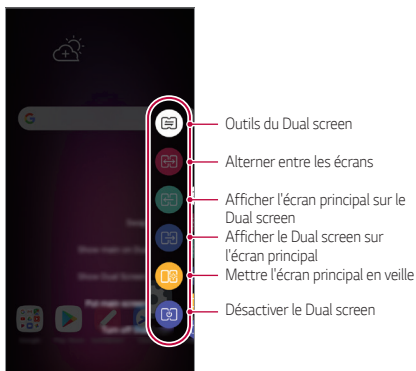 Outils du Dual screen
Alterner entre les écrans
Afficher l'écran principal sur le
Dual screen
Afficher le Dual screen sur
l'écran principal
Mettre l'écran principal en veille
Désactiver le Dual screen